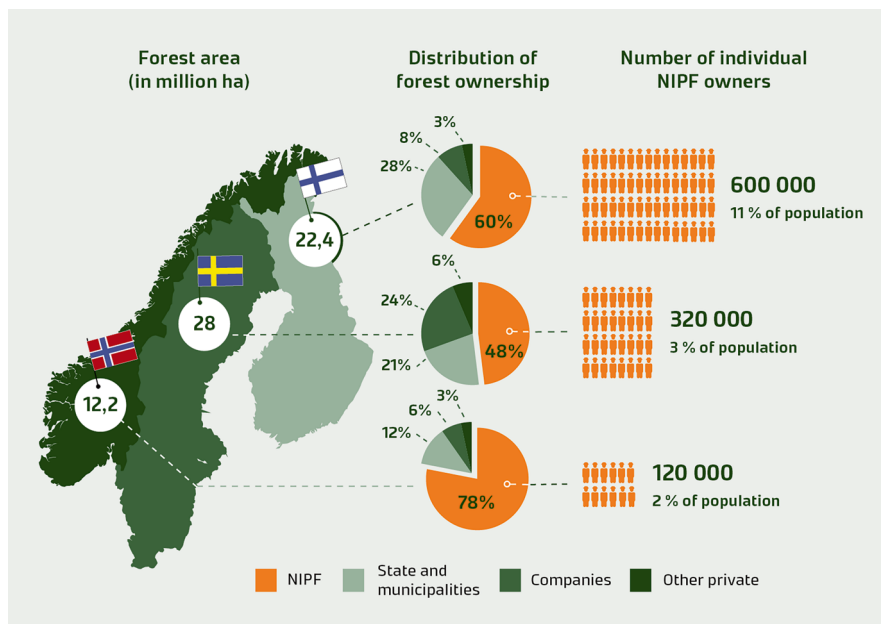 Forest area
(in million ha)
Distribution of
forest ownership
Number of individual
NIPF owners
3%
8%
28%
60%
600 000
11 % of population
22,4
6%
24%
21%
48%
320 000
3 % of population
28
3%
6%
12%
78%
120 000
2 % of population
12,2
NIPF
State and
municipalities
Companies
Other private